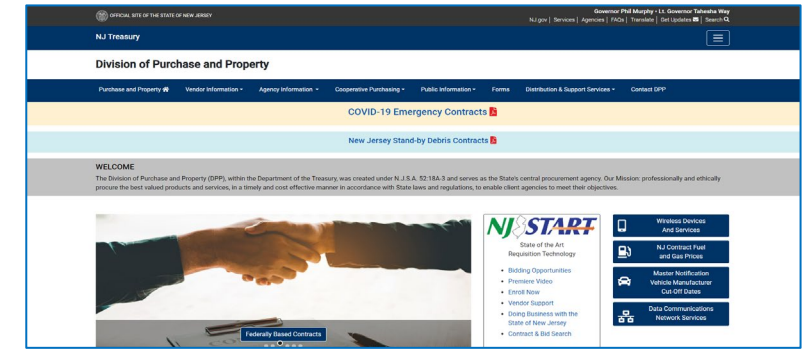 OFFICIAL SITE OF THE STATE OF NEW JERSEY
Governor Phil Murphy • Lt. Governor Tahesha Way
NJ.gov | Services | Agencies | FAQs | Translate | Get Updates | Search
NJ Treasury
Division of Purchase and Property
Purchase and Property Vendor Information Agency Information Cooperative Purchasing Public Information Forms Distribution & Support Services Contact DPP
COVID-19 Emergency Contracts
New Jersey Stand-by Debris Contracts
WELCOME
The Division of Purchase and Property (DPP), within the Department of the Treasury, was created under N.J.S.A. 52:18A-3 and serves as the State's central procurement agency. Our Mission: professionally and ethically
procure the best valued products and services, in a timely and cost effective manner in accordance with State laws and regulations, to enable client agencies to meet their objectives.
Federally Based Contracts
NJSTART
State of the Art
Requisition Technology
• Bidding Opportunities
• Premiere Video
• Enroll Now
• Vendor Support
• Doing Business with the
State of New Jersey
• Contract & Bid Search
Wireless Devices
And Services
NJ Contract Fuel
and Gas Prices
Master Notification
Vehicle Manufacturer
Cut-Off Dates
Data Communications
Network Services